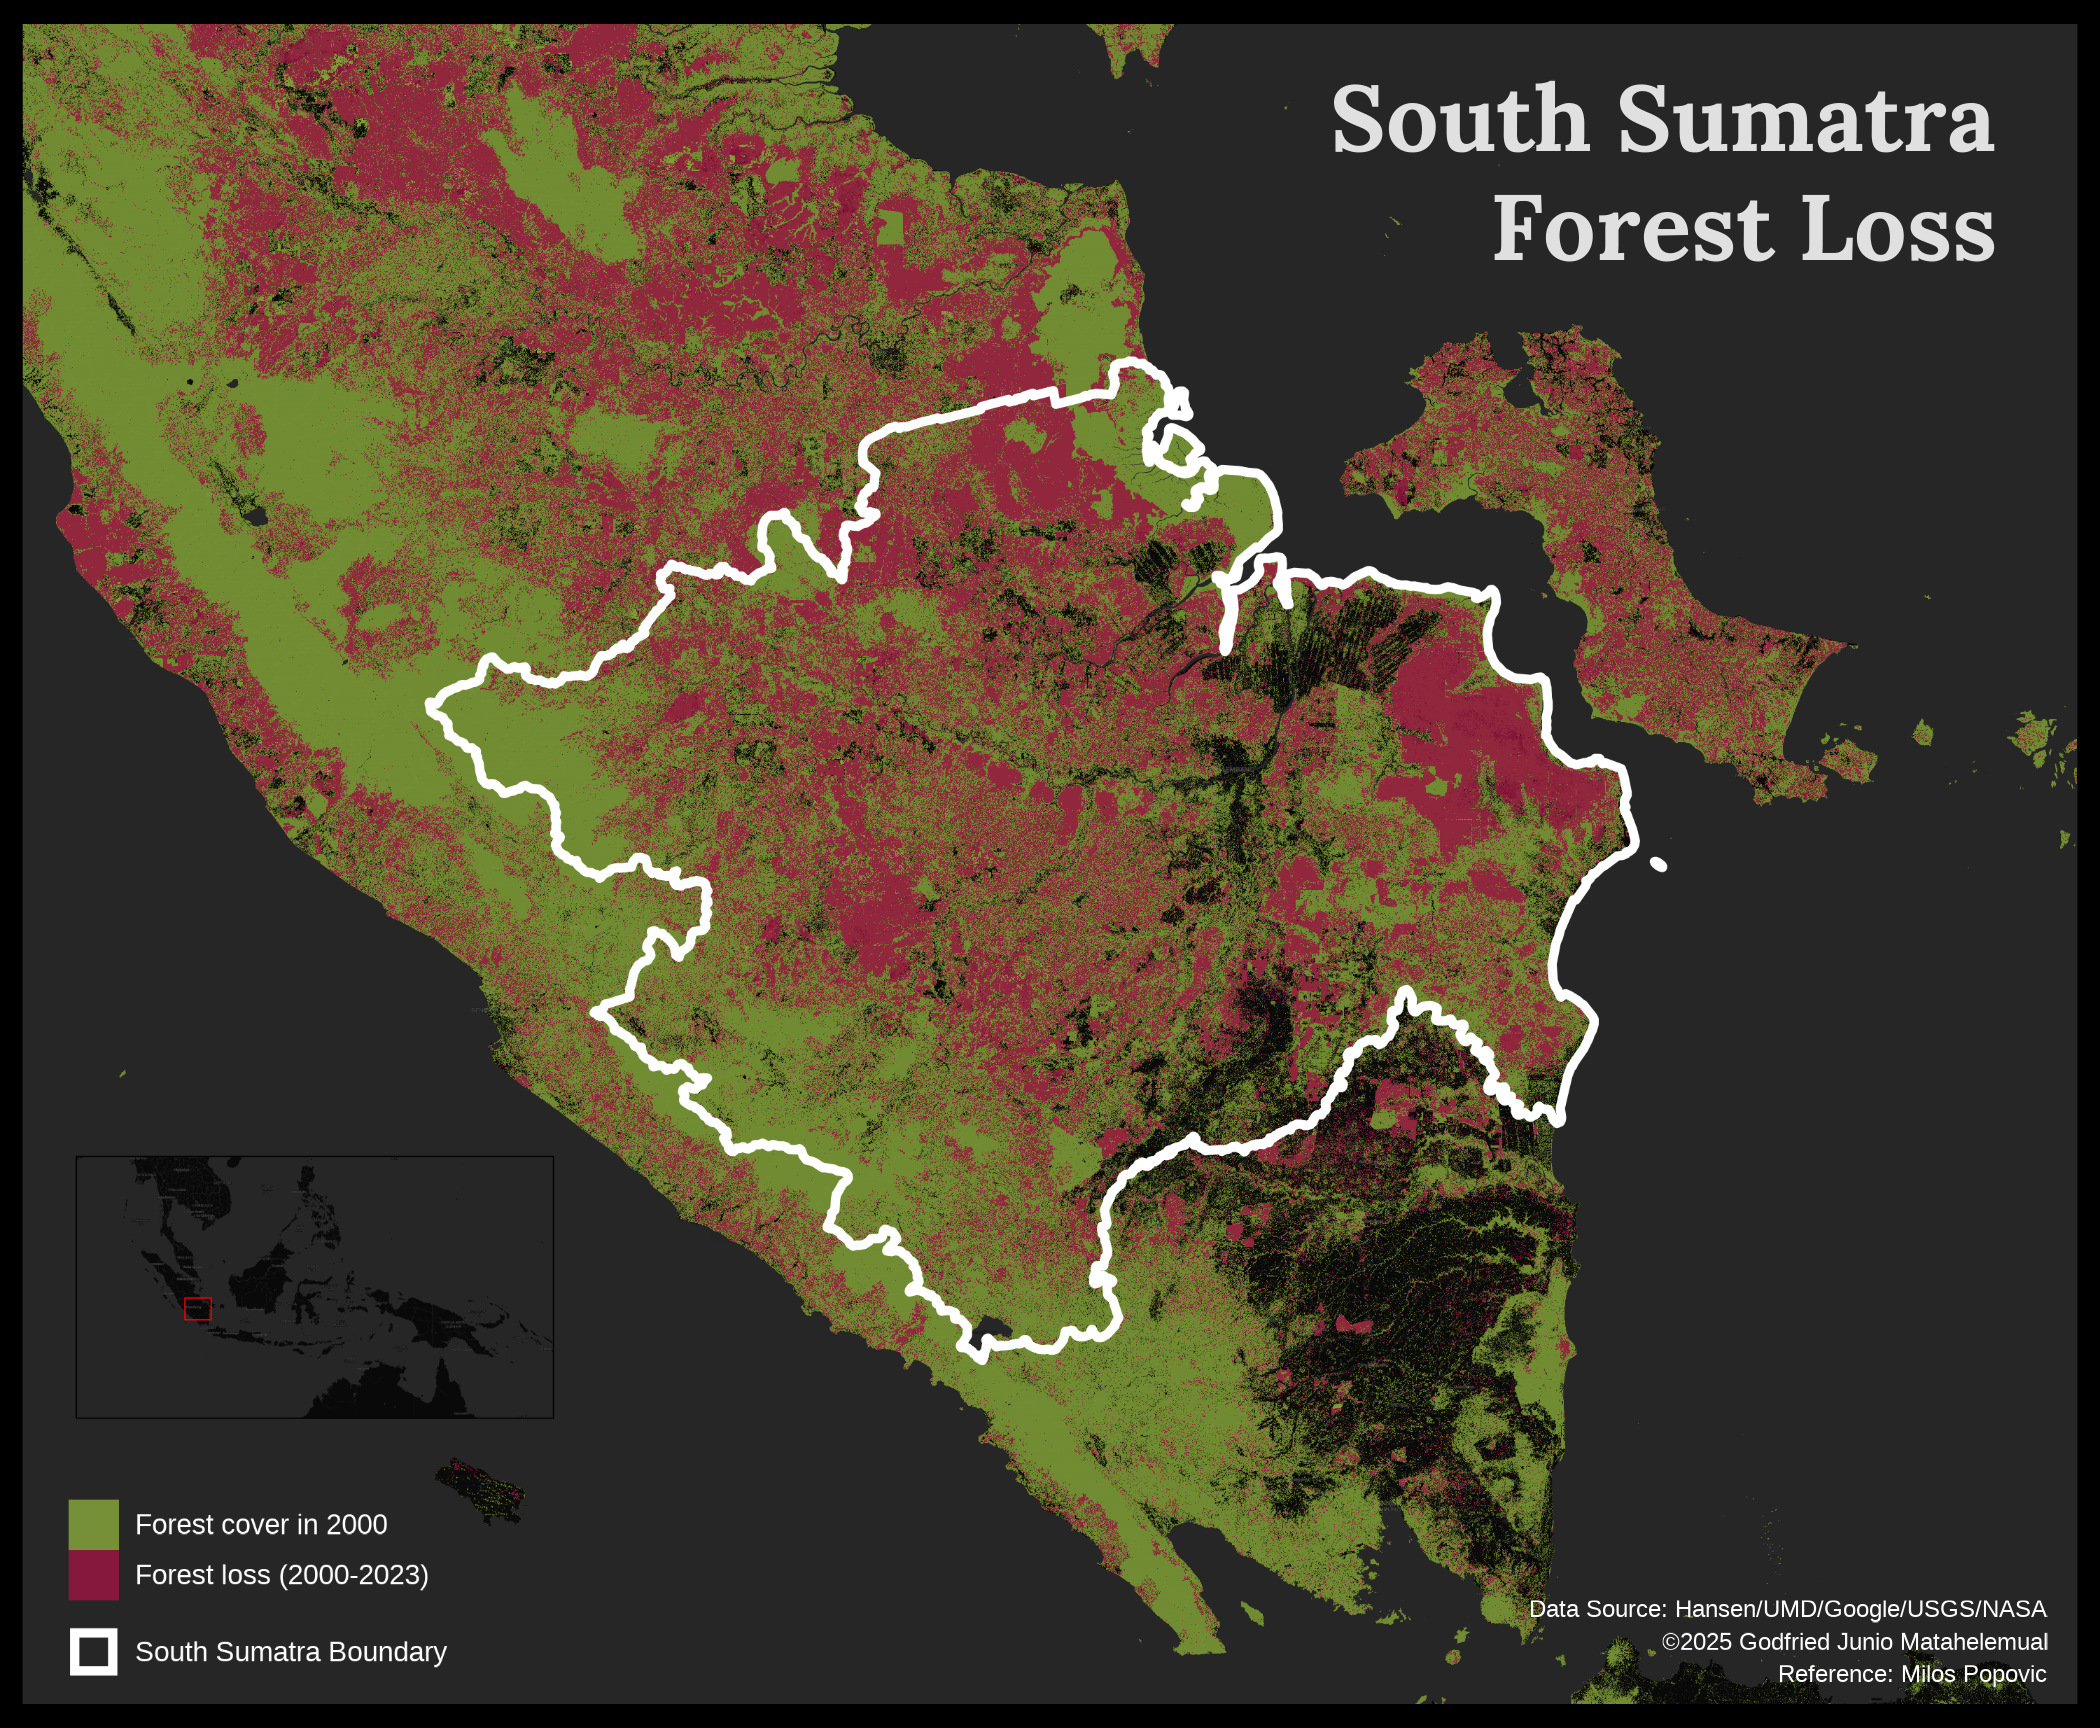 South Sumatra
Forest Loss
Forest cover in 2000
Forest loss (2000-2023)
South Sumatra Boundary
Data Source: Hansen/UMD/Google/USGS/NASA
©2025 Godfried Junio Matahelemual
Reference: Milos Popovic